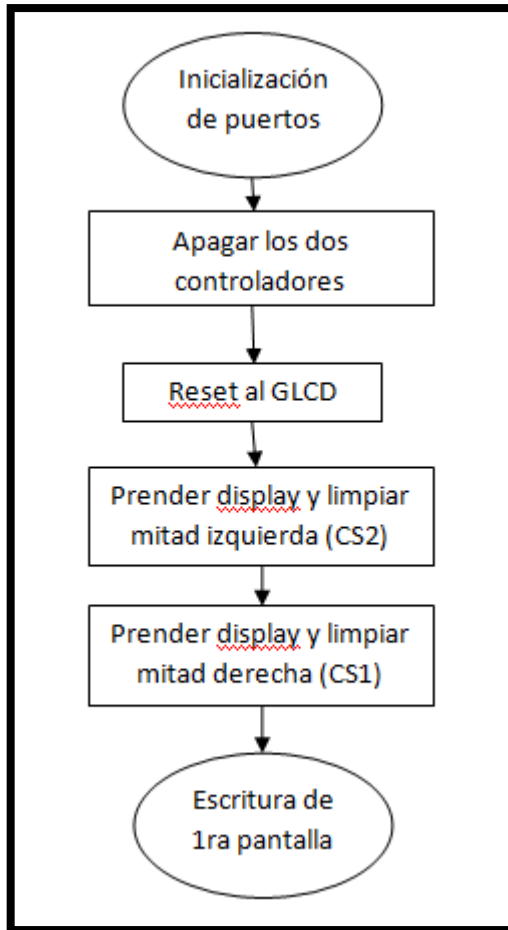 Inicialización
de puertos
Apagar los dos
controladores
Reset al GLCD
Prender display y limpiar
mitad izquierda (CS2)
Prender display y limpiar
mitad derecha (CS1)
Escritura de
1ra pantalla